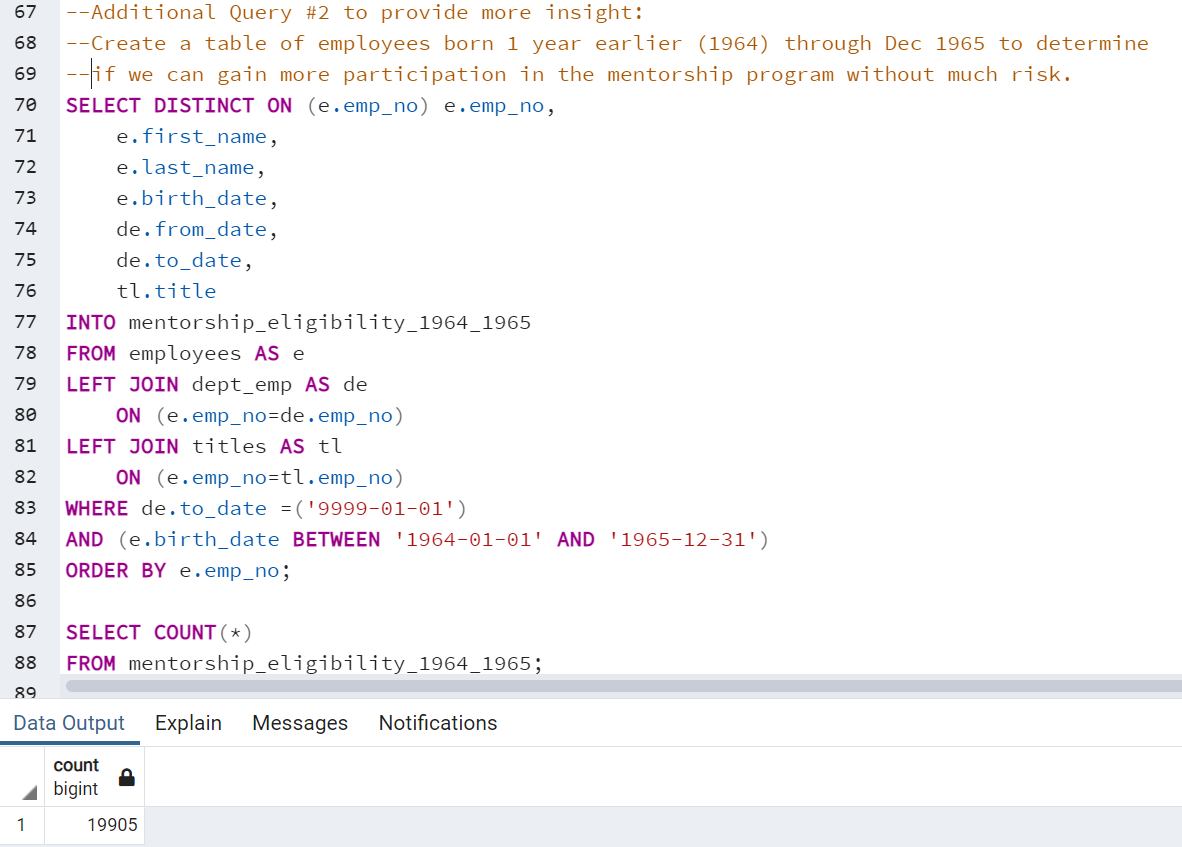 67 --Additional Query #2 to provide more insight:
68 --Create a table of employees born 1 year earlier (1964) through Dec 1965 to determine
69 --if we can gain more participation in the mentorship program without much risk.
70 SELECT DISTINCT ON (e.emp_no) e.emp_no,
71     e.first_name,
72     e.last_name,
73     e.birth_date,
74     de.from_date,
75     de.to_date,
76     tl.title
77 INTO mentorship_eligibility_1964_1965
78 FROM employees AS e
79 LEFT JOIN dept_emp AS de
80     ON (e.emp_no=de.emp_no)
81 LEFT JOIN titles AS tl
82     ON (e.emp_no=tl.emp_no)
83 WHERE de.to_date =('9999-01-01')
84 AND (e.birth_date BETWEEN '1964-01-01' AND '1965-12-31')
85 ORDER BY e.emp_no;
86
87 SELECT COUNT(*)
88 FROM mentorship_eligibility_1964_1965;
89
Data Output Explain Messages Notifications
count
bigint
1 19905